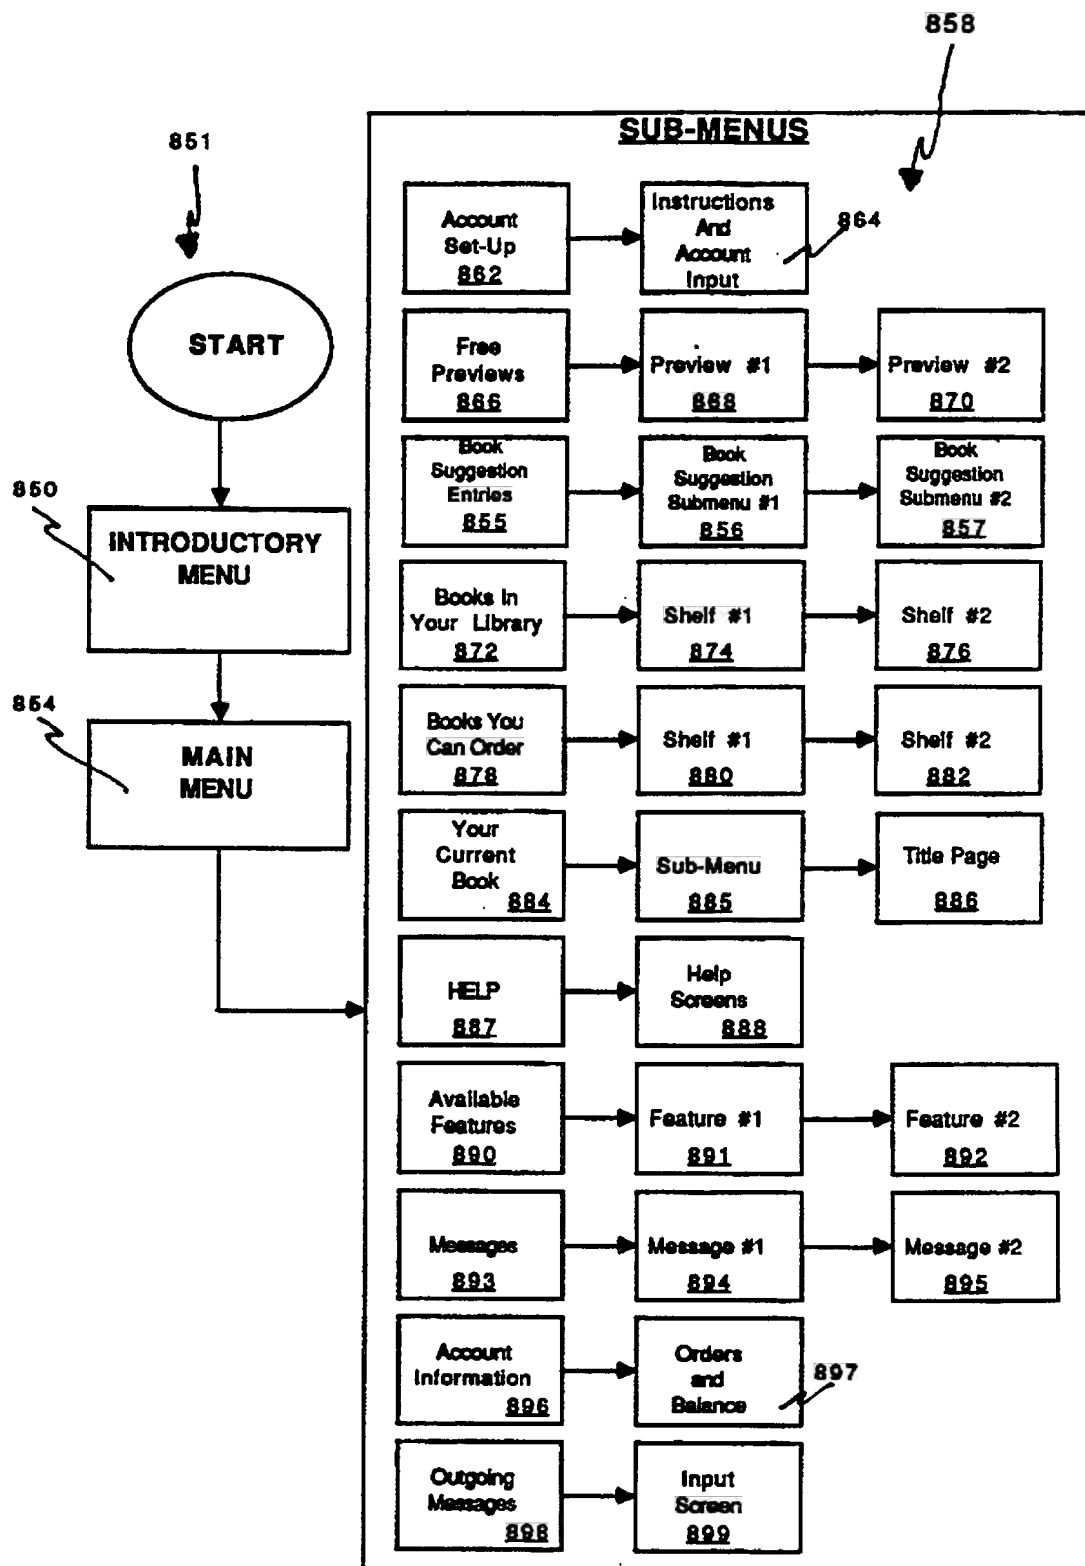 858
SUB-MENUS
851
START
850
INTRODUCTORY
MENU
854
MAIN
MENU
Account
Set-Up
862
Instructions
And
Account
Input
864
Free
Previews
866
Preview #1
868
Preview #2
870
Book
Suggestion
Entries
855
Book
Suggestion
Submenu #1
856
Book
Suggestion
Submenu #2
857
Books In
Your Library
872
Shelf #1
874
Shelf #2
876
Books You
Can Order
878
Shelf #1
880
Shelf #2
882
Your
Current
Book
884
Sub-Menu
885
Title Page
886
HELP
887
Help
Screens
888
Available
Features
890
Feature #1
891
Feature #2
892
Messages
893
Message #1
894
Message #2
895
Account
Information
896
Orders
and
Balance
897
Outgoing
Messages
898
Input
Screen
899